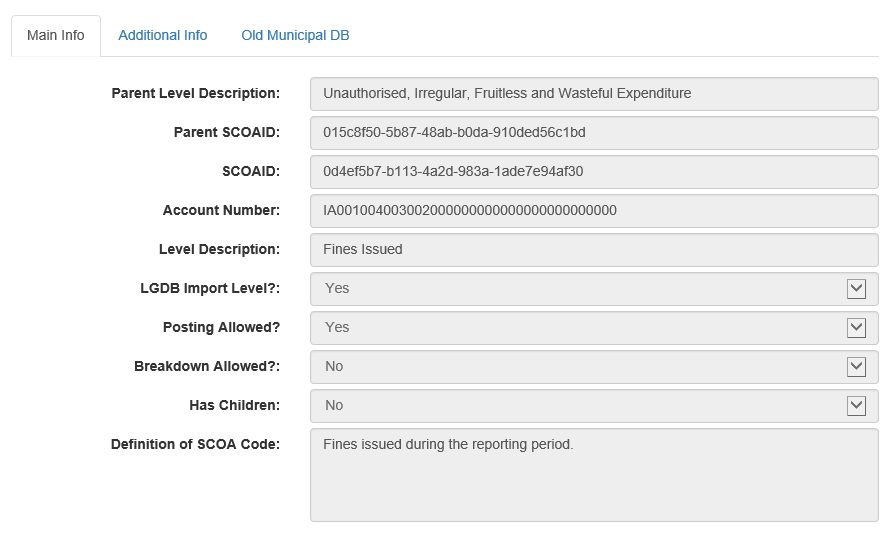 Main Info Additional Info Old Municipal DB
Parent Level Description: Unauthorised, Irregular, Fruitless and Wasteful Expenditure
Parent SCOAID: 015c8f50-5b87-48ab-b0da-910ded56c1bd
SCOAID: 0d4ef5b7-b113-4a2d-983a-1ade7e94af30
Account Number: IA001004003002000000000000000000000000
Level Description: Fines Issued
LGDB Import Level?: Yes
Posting Allowed? Yes
Breakdown Allowed?: No
Has Children: No
Definition of SCOA Code: Fines issued during the reporting period.